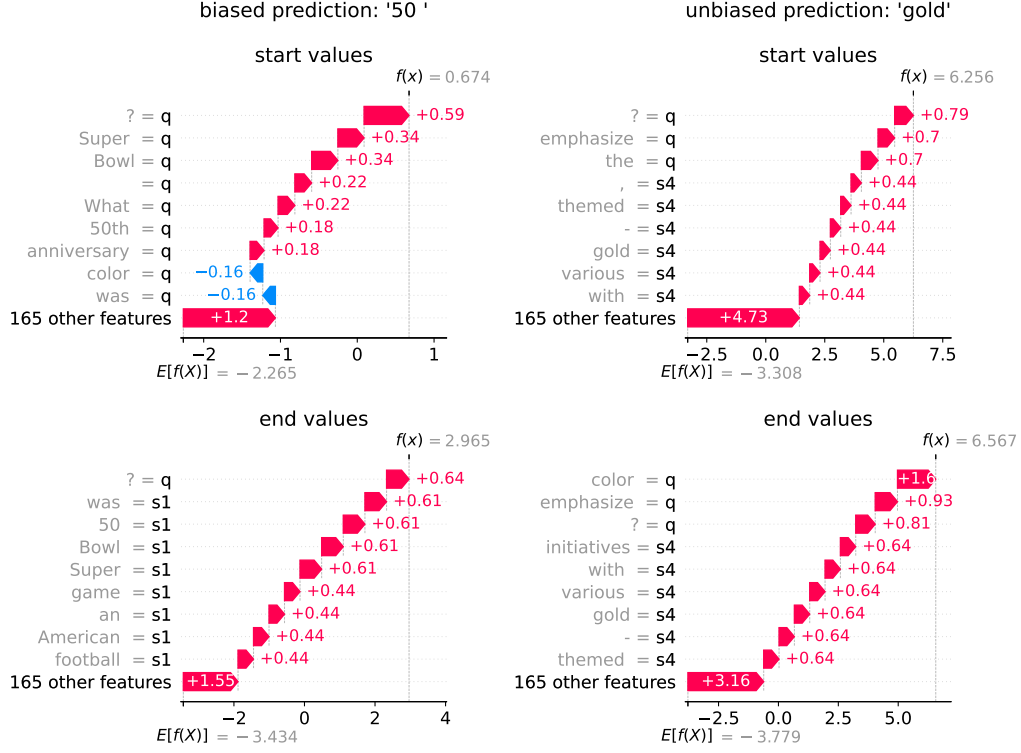 biased prediction: '50 '
start values
f(x) = 0.674
? = q +0.59
Super = q +0.34
Bowl = q +0.34
= q +0.22
What = q +0.22
50th = q +0.18
anniversary = q +0.18
color = q −0.16
was = q −0.16
165 other features +1.2
−2 −1 0 1
E[f(X)] = −2.265
unbiased prediction: 'gold'
start values
f(x) = 6.256
? = q +0.79
emphasize = q +0.7
the = q +0.7
, = s4 +0.44
themed = s4 +0.44
- = s4 +0.44
gold = s4 +0.44
various = s4 +0.44
with = s4 +0.44
165 other features +4.73
−2.5 0.0 2.5 5.0 7.5
E[f(X)] = −3.308
end values
f(x) = 2.965
? = q +0.64
was = s1 +0.61
50 = s1 +0.61
Bowl = s1 +0.61
Super = s1 +0.61
game = s1 +0.44
an = s1 +0.44
American = s1 +0.44
football = s1 +0.44
165 other features +1.55
−2 0 2 4
E[f(X)] = −3.434
end values
f(x) = 6.567
color = q +1.6
emphasize = q +0.93
? = q +0.81
initiatives = s4 +0.64
with = s4 +0.64
various = s4 +0.64
gold = s4 +0.64
- = s4 +0.64
themed = s4 +0.64
165 other features +3.16
−2.5 0.0 2.5 5.0
E[f(X)] = −3.779